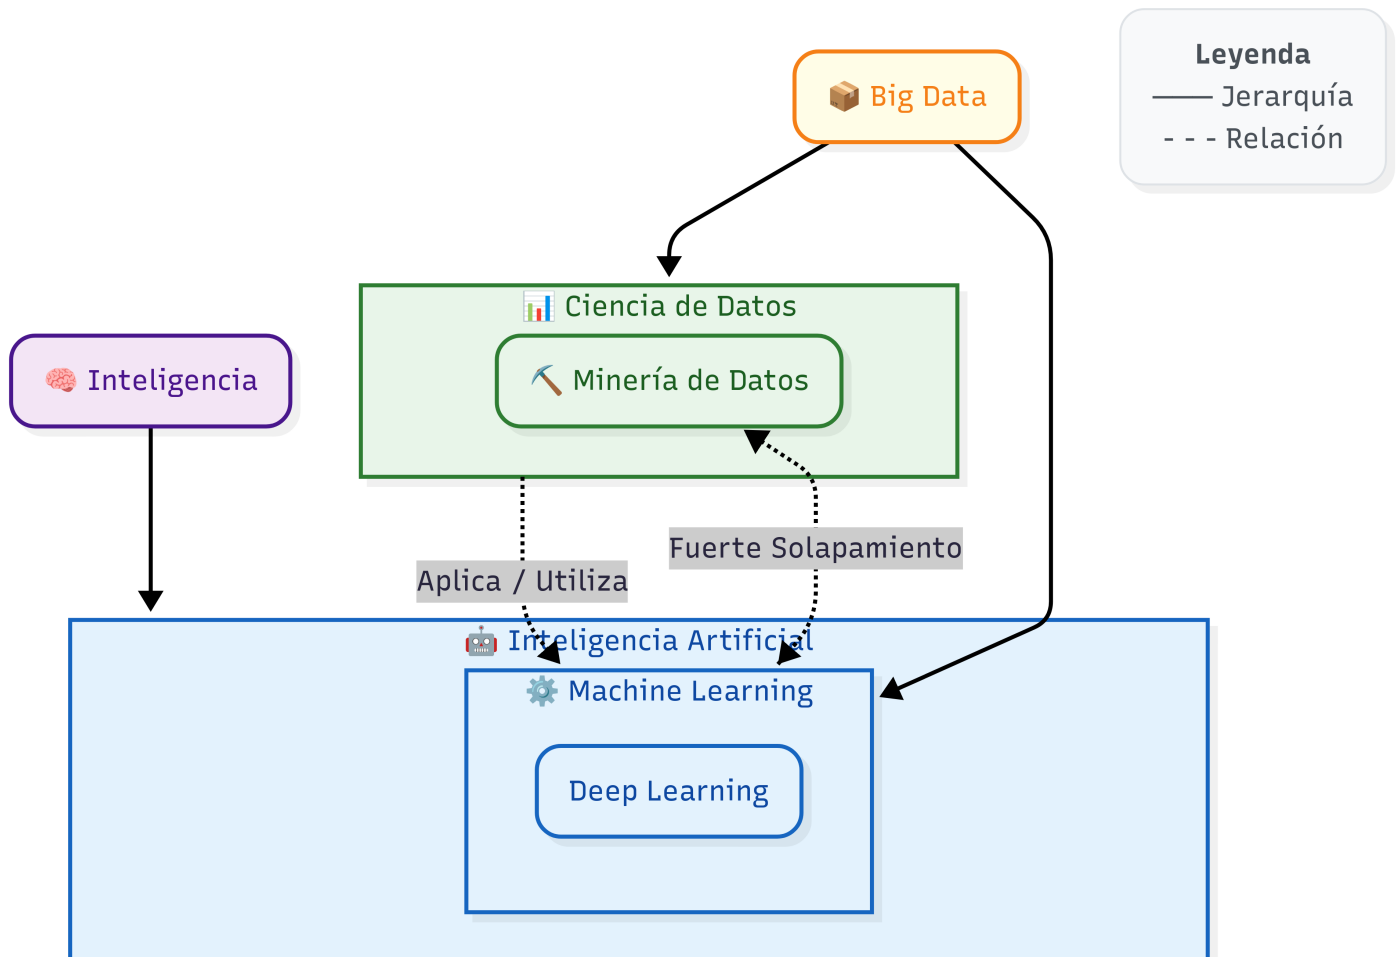 Leyenda
Jerarquía
- - - Relación
📦 Big Data
📊 Ciencia de Datos
🧠 Inteligencia
⛏️ Minería de Datos
Fuerte Solapamiento
Aplica / Utiliza
🤖 Inteligencia Artificial
⚙️ Machine Learning
Deep Learning